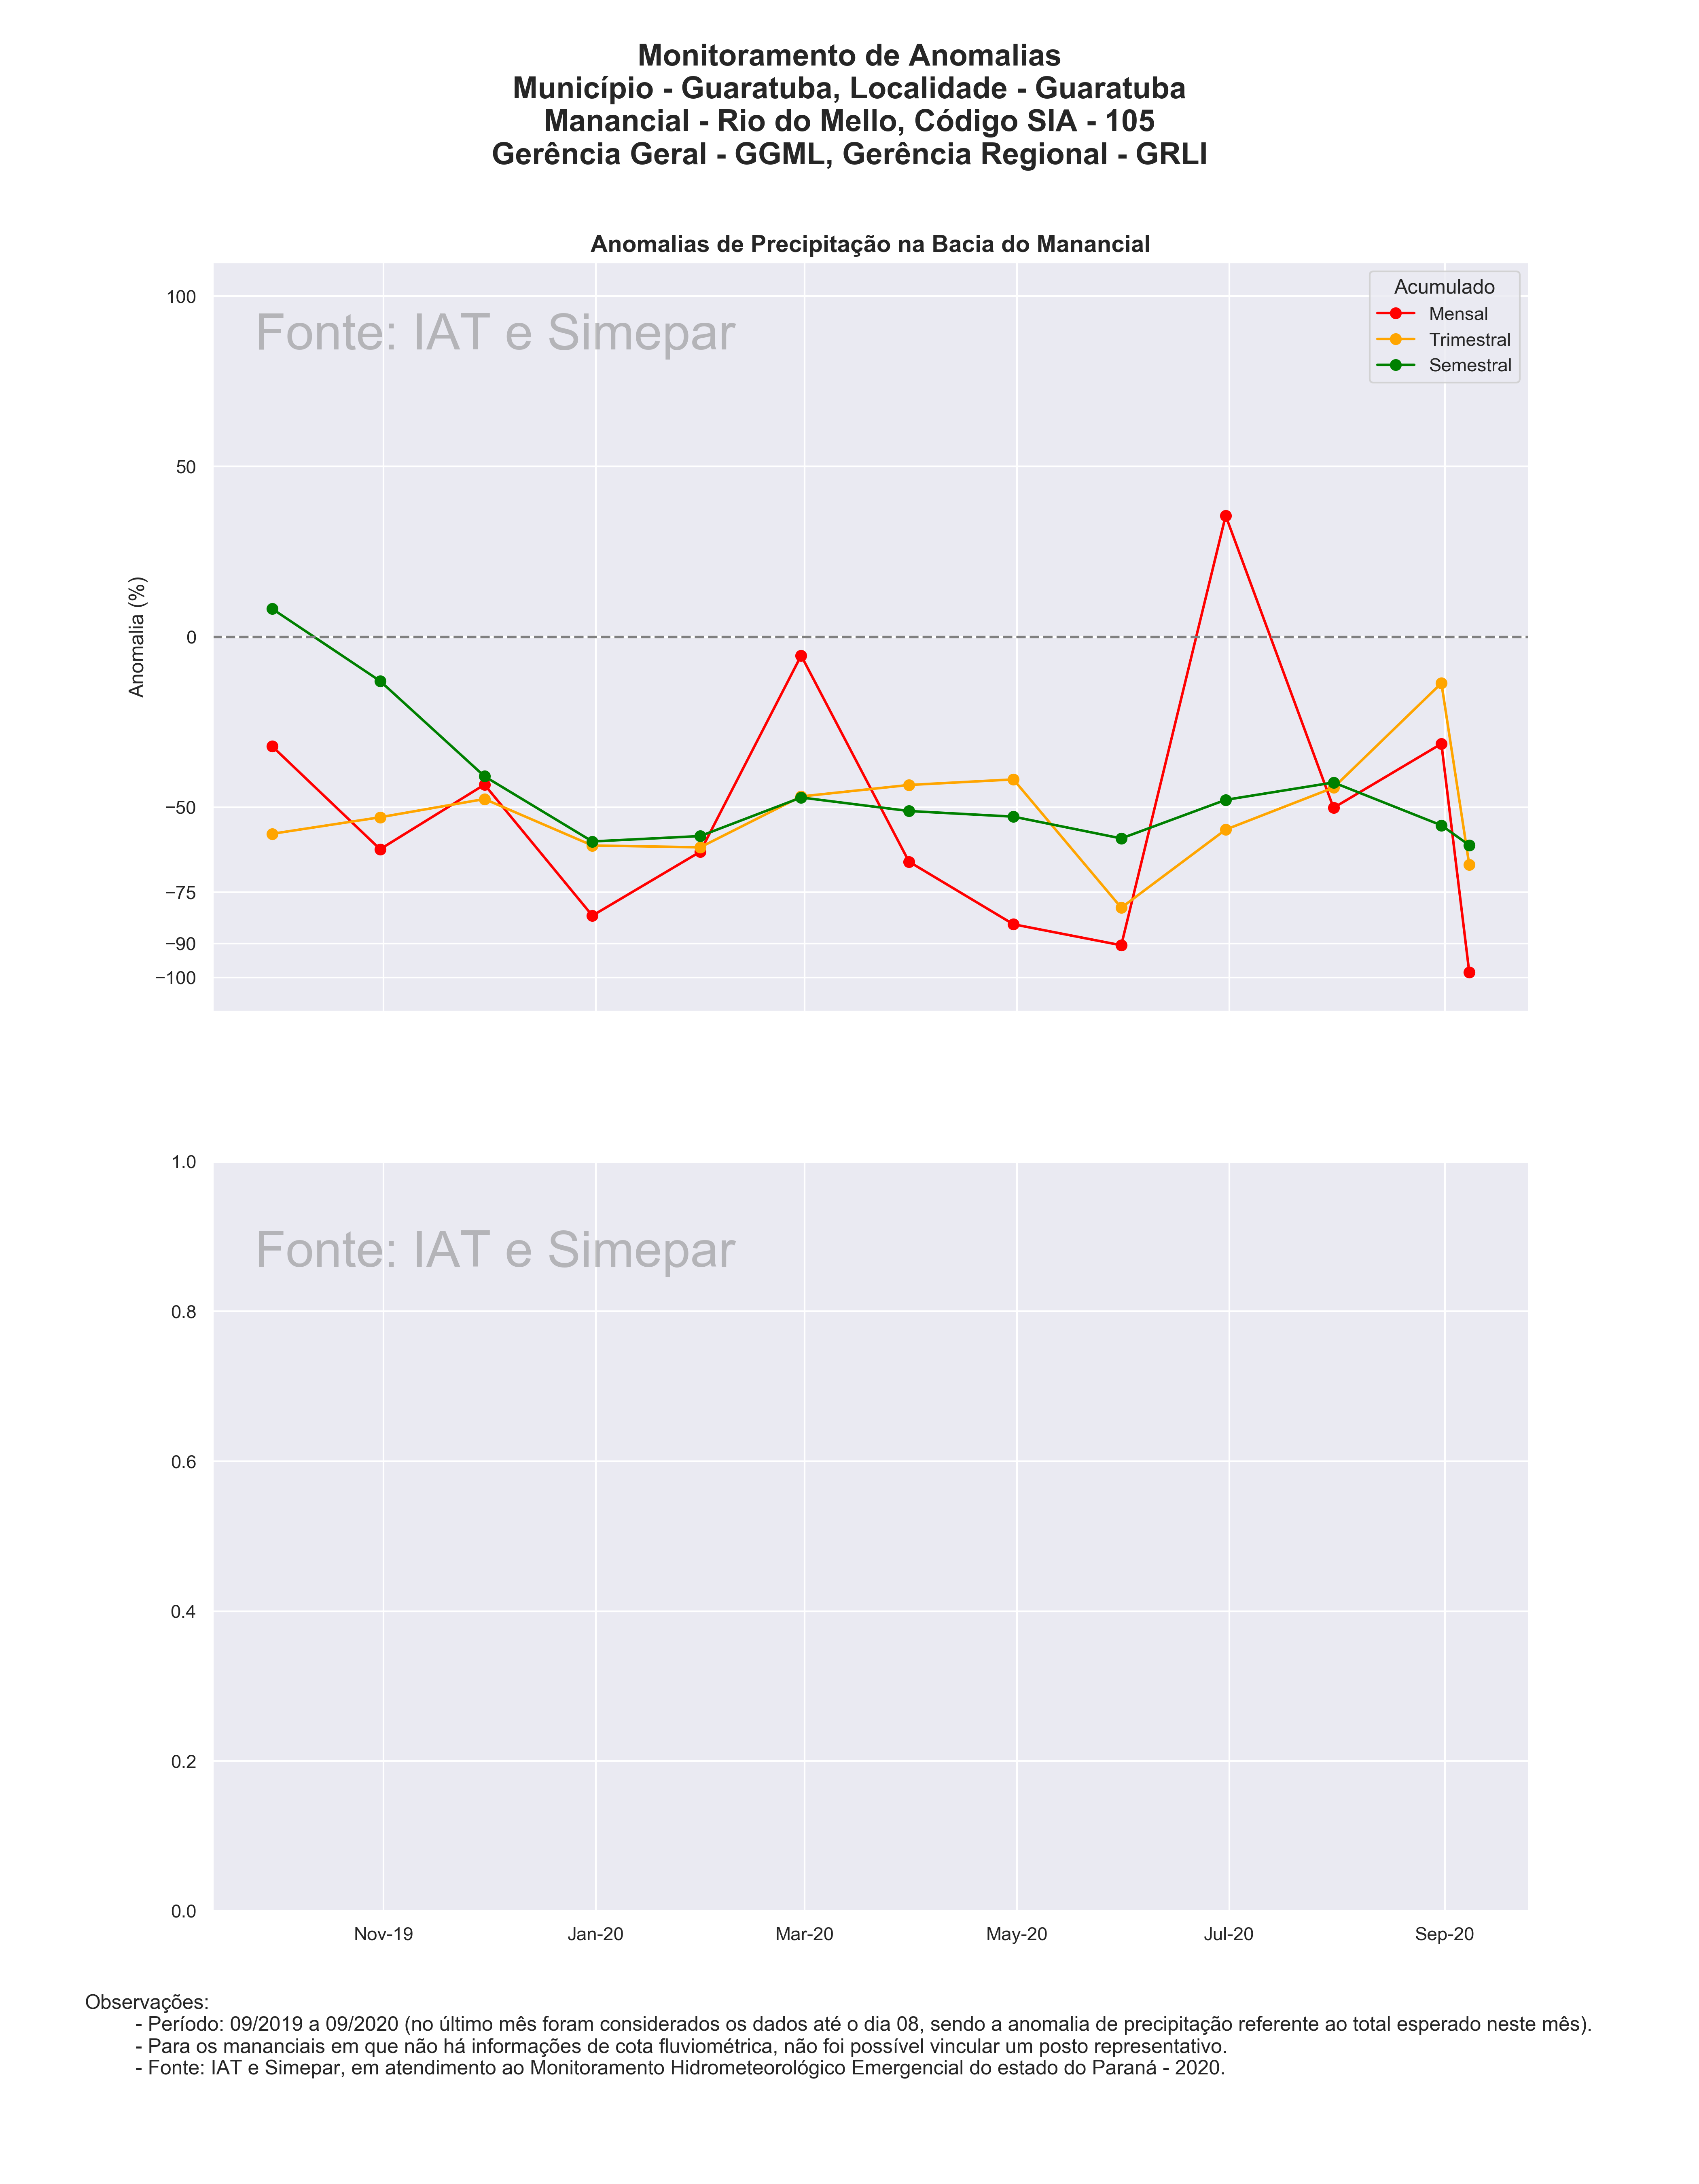 Monitoramento de Anomalias
Município - Guaratuba, Localidade - Guaratuba
Manancial - Rio do Mello, Código SIA - 105
Gerência Geral - GGML, Gerência Regional - GRLI
Anomalias de Precipitação na Bacia do Manancial
Fonte: IAT e Simepar
Acumulado
Mensal
Trimestral
Semestral
Anomalia (%)
100
50
0
−50
−75
−90
−100
Fonte: IAT e Simepar
1.0
0.8
0.6
0.4
0.2
0.0
Nov-19 Jan-20 Mar-20 May-20 Jul-20 Sep-20
Observações:
- Período: 09/2019 a 09/2020 (no último mês foram considerados os dados até o dia 08, sendo a anomalia de precipitação referente ao total esperado neste mês).
- Para os mananciais em que não há informações de cota fluviométrica, não foi possível vincular um posto representativo.
- Fonte: IAT e Simepar, em atendimento ao Monitoramento Hidrometeorológico Emergencial do estado do Paraná - 2020.